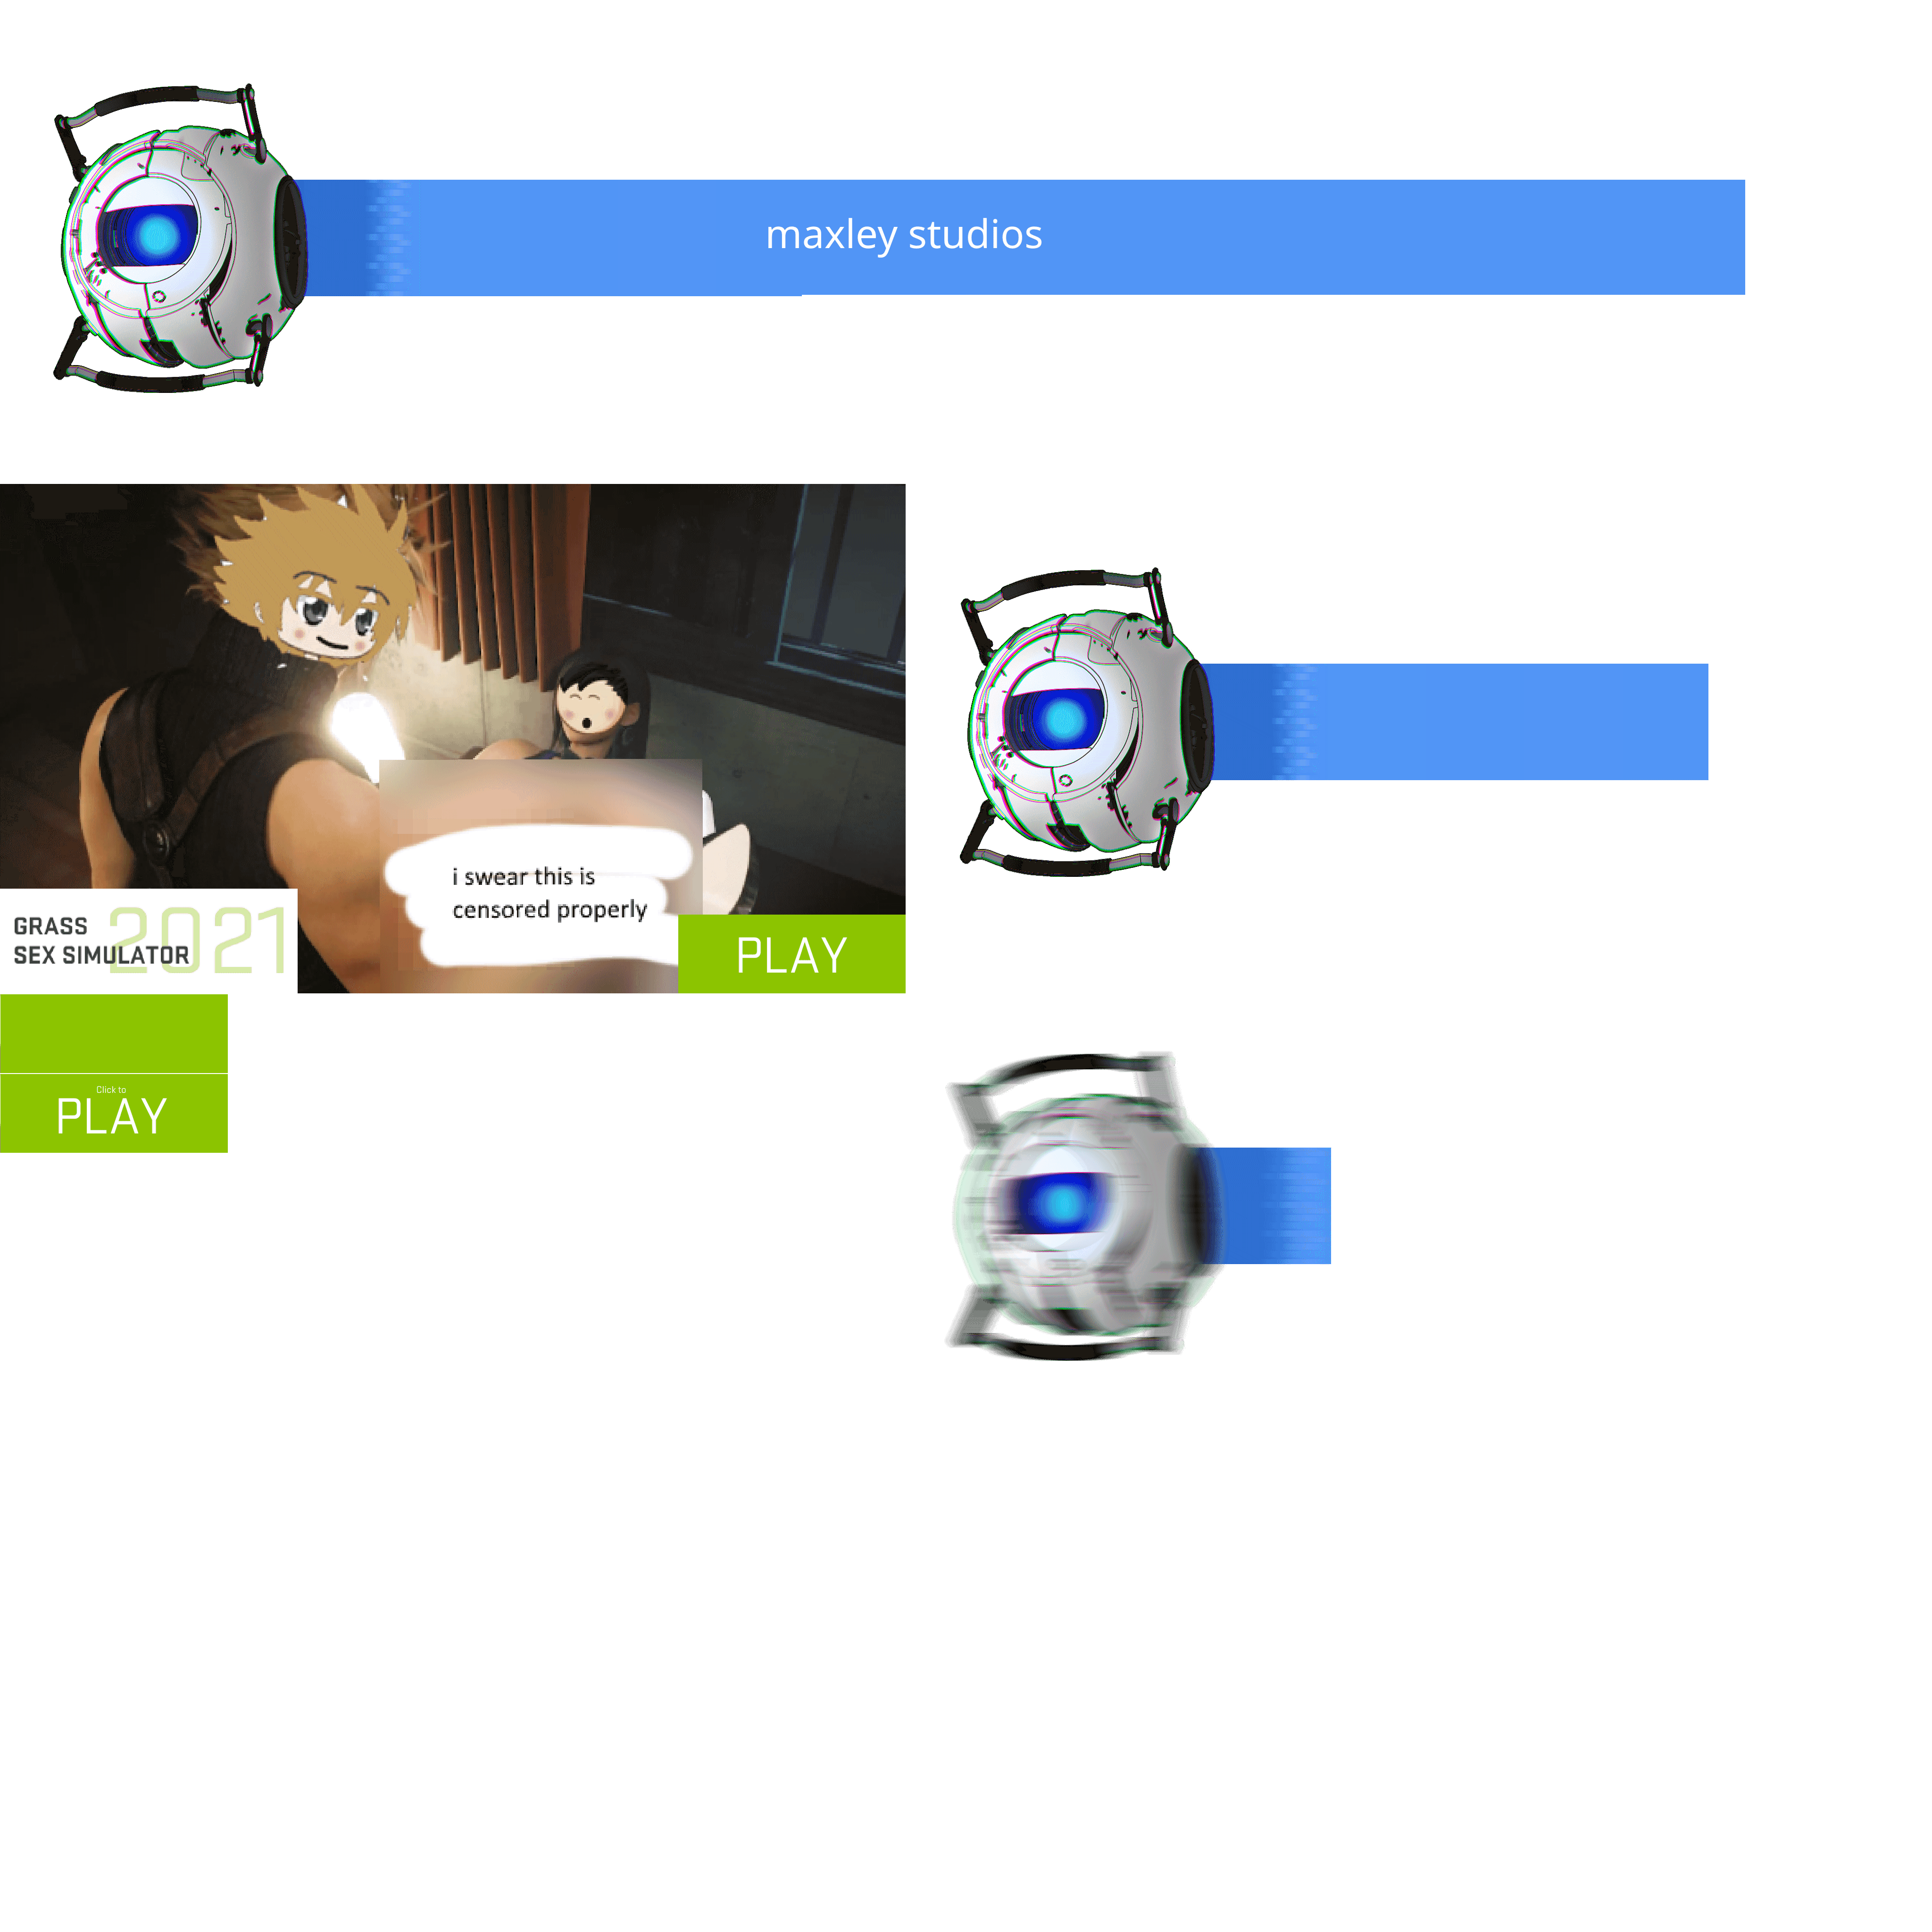 maxley studios
i swear this is
censored properly
GRASS
SEX SIMULATOR
2021
PLAY
Click to
PLAY